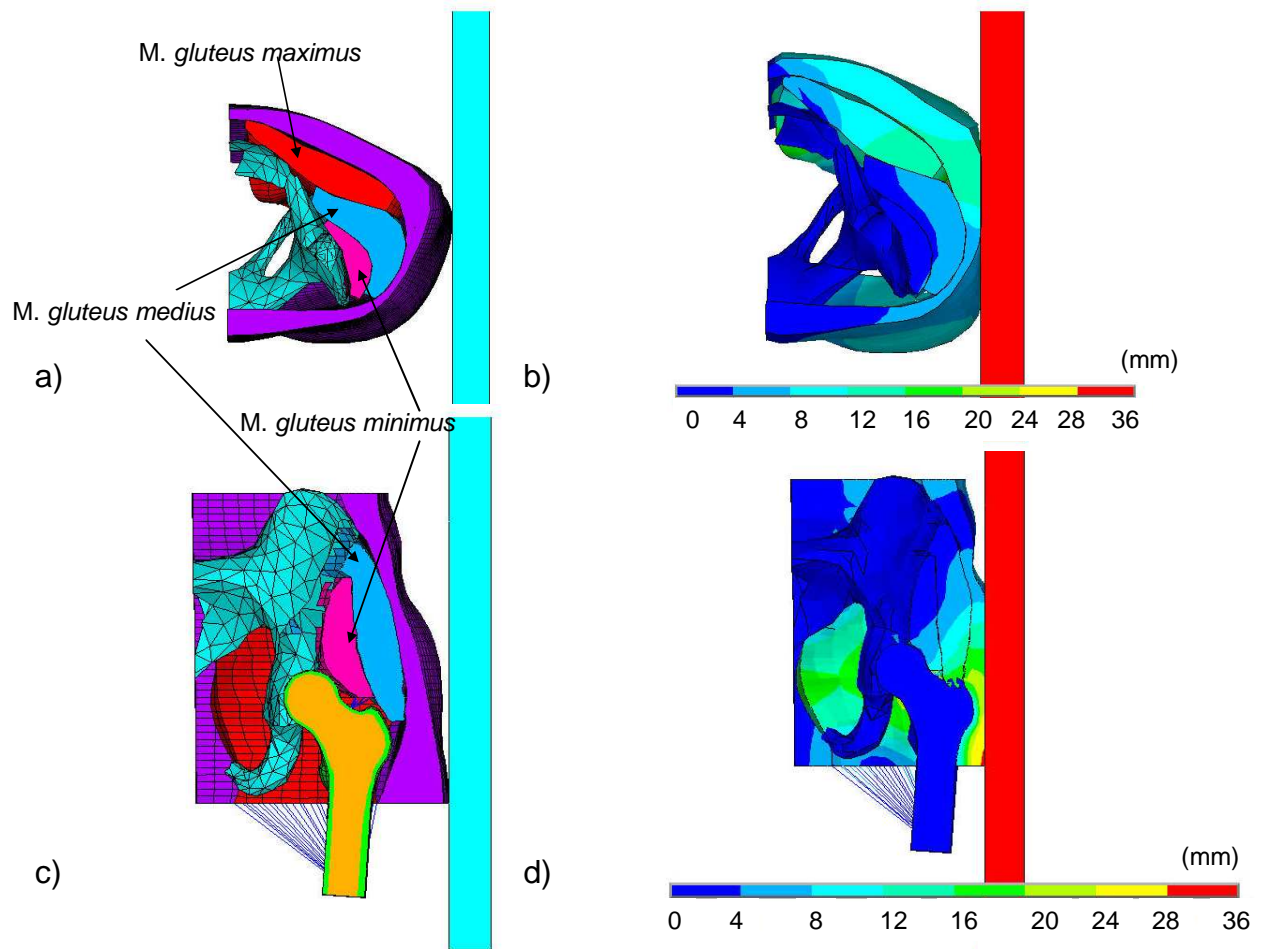 M. gluteus maximus
M. gluteus medius
a)
b)
(mm)
0 4 8 12 16 20 24 28 36
M. gluteus minimus
c)
d)
(mm)
0 4 8 12 16 20 24 28 36